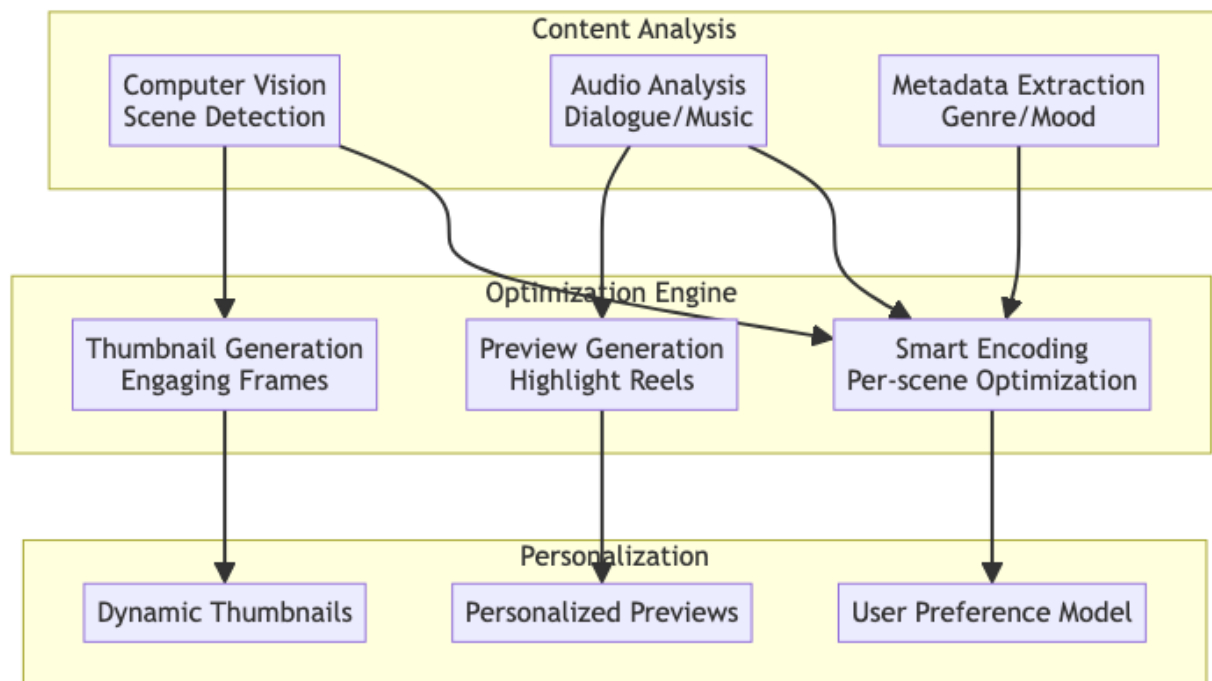 Content Analysis
Computer Vision
Scene Detection
Audio Analysis
Dialogue/Music
Metadata Extraction
Genre/Mood
Optimization Engine
Thumbnail Generation
Engaging Frames
Preview Generation
Highlight Reels
Smart Encoding
Per-scene Optimization
Personalization
Dynamic Thumbnails
Personalized Previews
User Preference Model